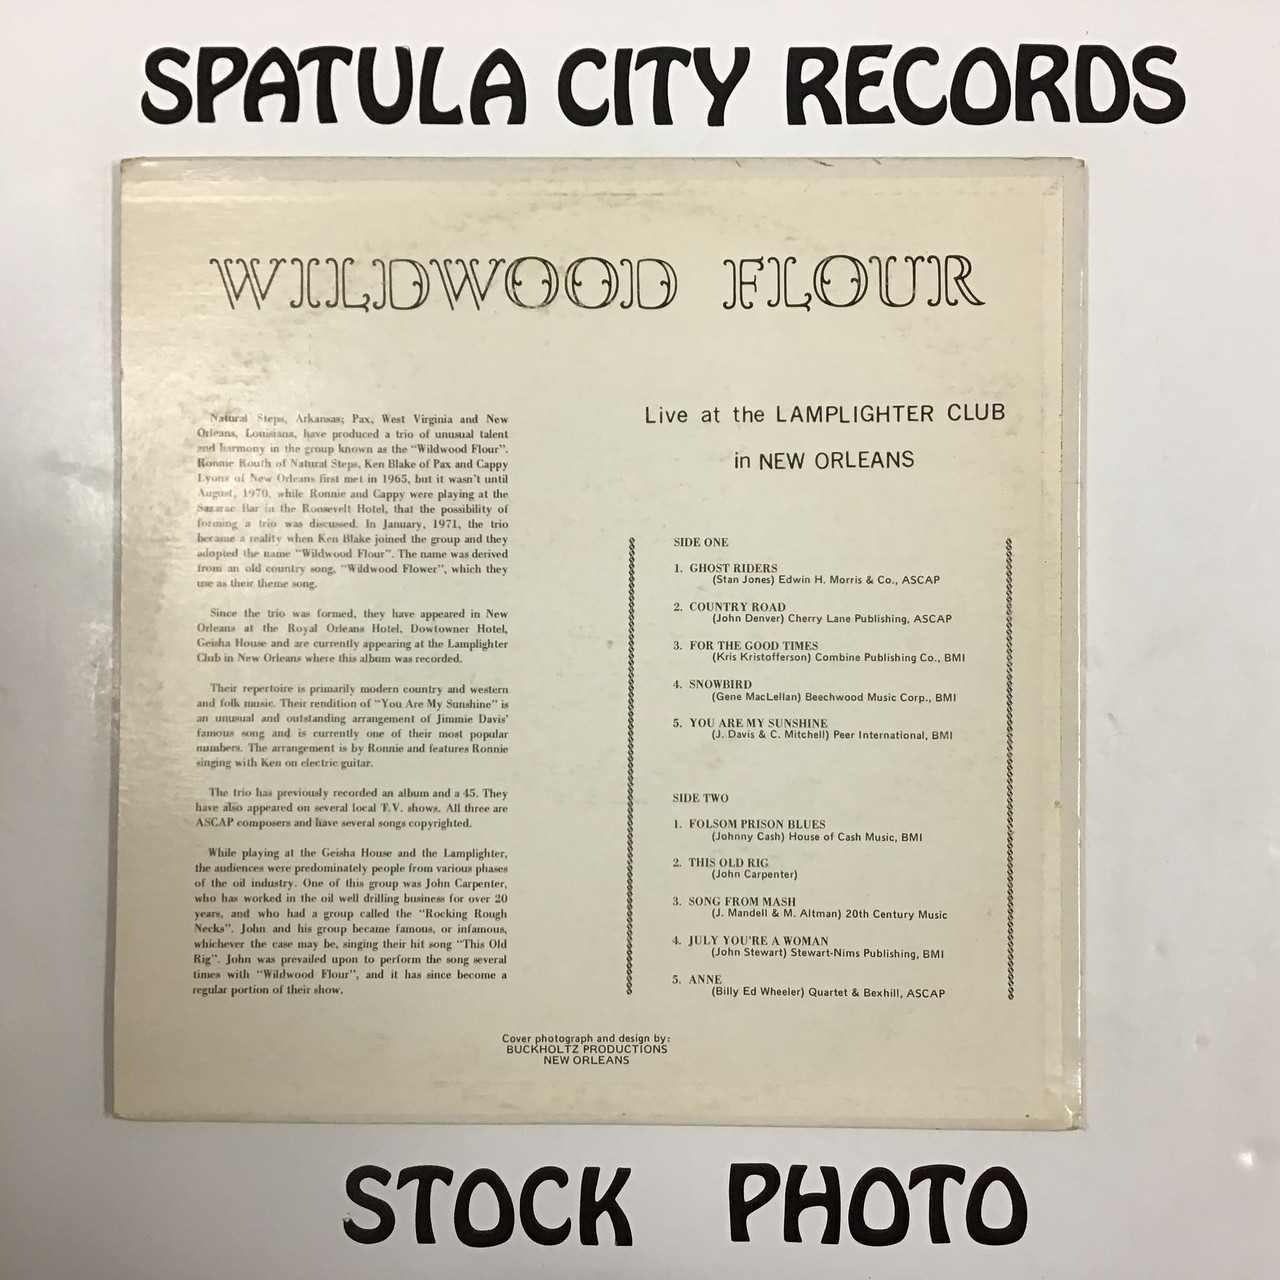 SPATULA CITY RECORDS
WILDWOOD FLOUR
Natural Steps, Arkansas; Pax, West Virginia and New
Orleans, Louisiana, have produced a trio of unusual talent
and harmony in the group known as the "Wildwood Flour".
Ronnie Routh of Natural Steps, Ken Blake of Pax and Cappy
Lyons of New Orleans first met in 1965, but it wasn't until
August, 1970, while Ronnie and Cappy were playing at the
Sazarac Bar in the Roosevelt Hotel, that the possibility of
forming a trio was discussed. In January, 1971, the trio
became a reality when Ken Blake joined the group and they
adopted the name "Wildwood Flour". The name was derived
from an old country song, "Wildwood Flower", which they
use as their theme song.
Since the trio was formed, they have appeared in New
Orleans at the Royal Orleans Hotel, Dowtowner Hotel,
Geisha House and are currently appearing at the Lamplighter
Club in New Orleans where this album was recorded.
Their repertoire is primarily modern country and western
and folk music. Their rendition of "You Are My Sunshine" is
an unusual and outstanding arrangement of Jimmie Davis'
famous song and is currently one of their most popular
numbers. The arrangement is by Ronnie and features Ronnie
singing with Ken on electric guitar.
The trio has previously recorded an album and a 45. They
have also appeared on several local T.V. shows. All three are
ASCAP composers and have several songs copyrighted.
While playing at the Geisha House and the Lamplighter,
the audiences were predominately people from various phases
of the oil industry. One of this group was John Carpenter,
who has worked in the oil well drilling business for over 20
years, and who had a group called the "Rocking Rough
Necks". John and his group became famous, or infamous,
whichever the case may be, singing their hit song "This Old
Rig". John was prevailed upon to perform the song several
times with "Wildwood Flour", and it has since become a
regular portion of their show.
Live at the LAMPLIGHTER CLUB
in NEW ORLEANS
SIDE ONE
1. GHOST RIDERS
(Stan Jones) Edwin H. Morris & Co., ASCAP
2. COUNTRY ROAD
(John Denver) Cherry Lane Publishing, ASCAP
3. FOR THE GOOD TIMES
(Kris Kristofferson) Combine Publishing Co., BMI
4. SNOWBIRD
(Gene MacLellan) Beechwood Music Corp., BMI
5. YOU ARE MY SUNSHINE
(J. Davis & C. Mitchell) Peer International, BMI
SIDE TWO
1. FOLSOM PRISON BLUES
(Johnny Cash) House of Cash Music, BMI
2. THIS OLD RIG
(John Carpenter)
3. SONG FROM MASH
(J. Mandell & M. Altman) 20th Century Music
4. JULY YOU'RE A WOMAN
(John Stewart) Stewart-Nims Publishing, BMI
5. ANNE
(Billy Ed Wheeler) Quartet & Bexhill, ASCAP
Cover photograph and design by:
BUCKHOLTZ PRODUCTIONS
NEW ORLEANS
STOCK PHOTO